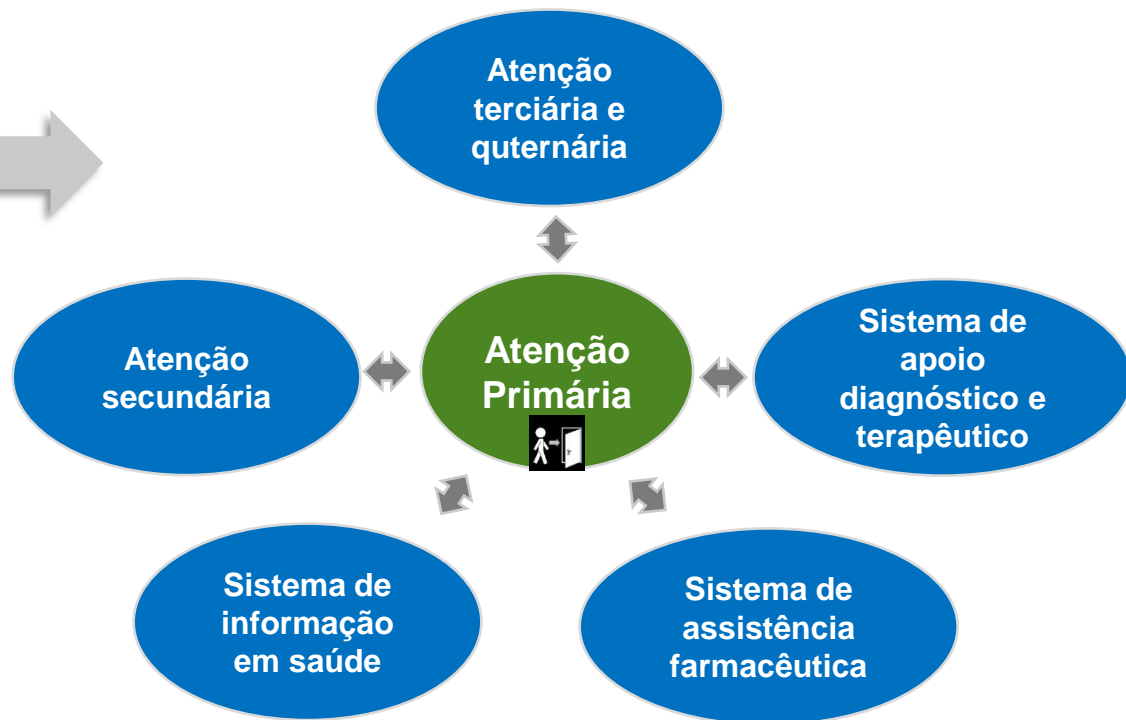 Atenção
terciária e
quternária
Atenção
secundária
Atenção
Primária
Sistema de
apoio
diagnóstico e
terapêutico
Sistema de
informação
em saúde
Sistema de
assistência
farmacêutica